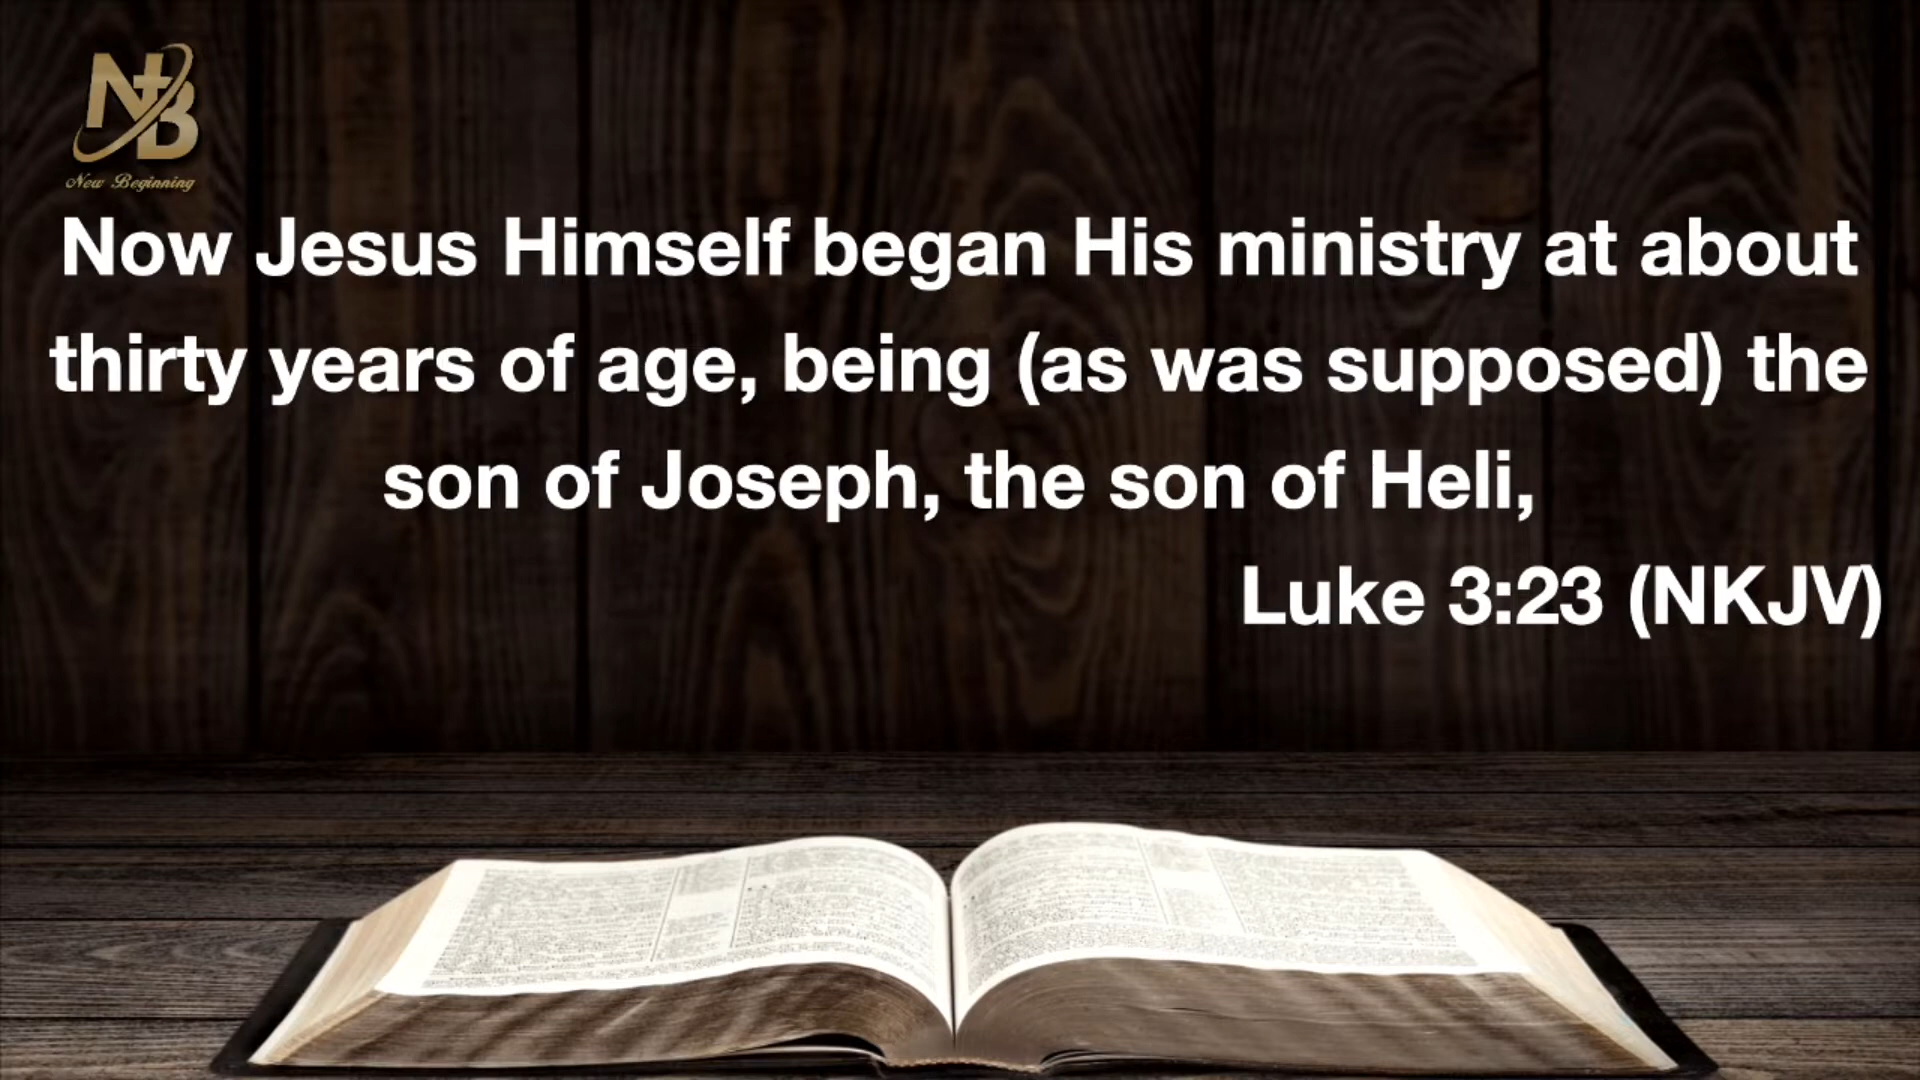 NB
New Beginning
Now Jesus Himself began His ministry at about
thirty years of age, being (as was supposed) the
son of Joseph, the son of Heli,
Luke 3:23 (NKJV)